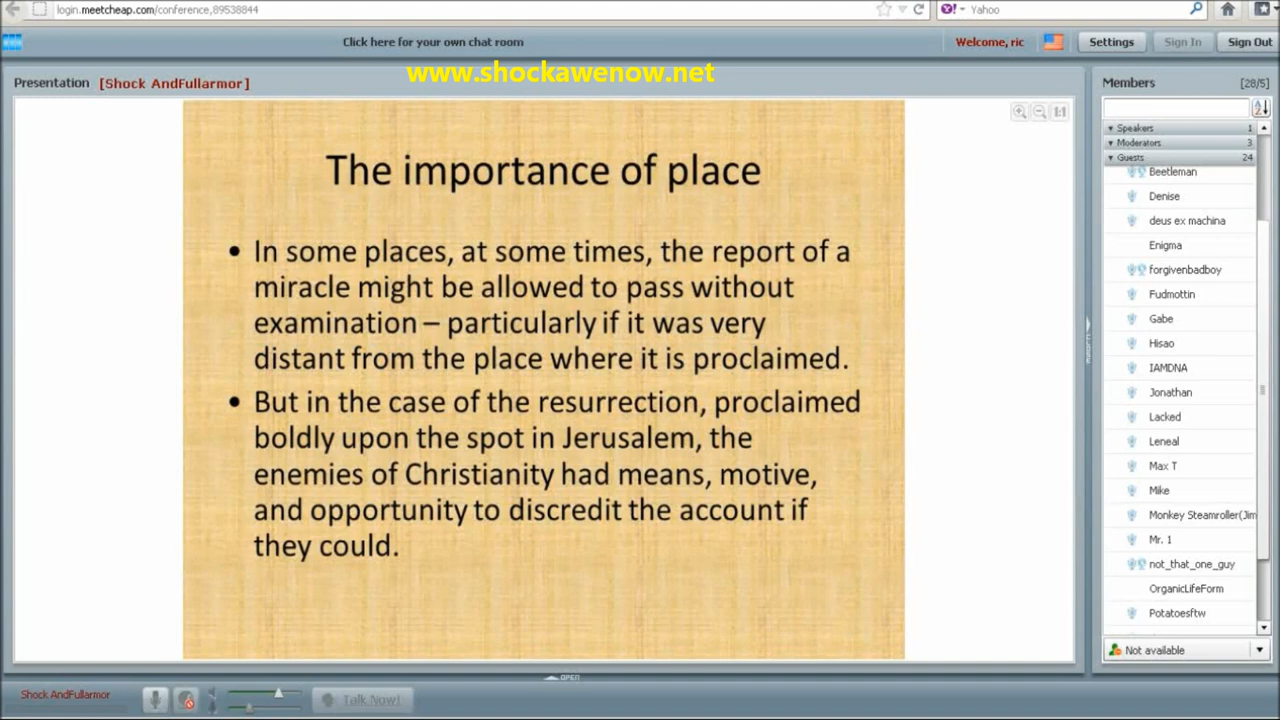 login.meetcheap.com/conference,89538844
Yahoo
Click here for your own chat room
Welcome, ric
Settings
Sign In
Sign Out
www.shockawenow.net
Presentation [Shock AndFullarmor]
Members [28/5]
The importance of place
• In some places, at some times, the report of a
miracle might be allowed to pass without
examination – particularly if it was very
distant from the place where it is proclaimed.
• But in the case of the resurrection, proclaimed
boldly upon the spot in Jerusalem, the
enemies of Christianity had means, motive,
and opportunity to discredit the account if
they could.
Speakers 1
Moderators 3
Guests 24
Beetleman
Denise
deus ex machina
Enigma
forgivenbadboy
Fudmottin
Gabe
Hisao
IAMDNA
Jonathan
Lacked
Leneal
Max T
Mike
Monkey Steamroller(Jim
Mr. 1
not_that_one_guy
OrganicLifeForm
Potatoesftw
Not available
OPEN
Shock AndFullarmor
Talk Now!